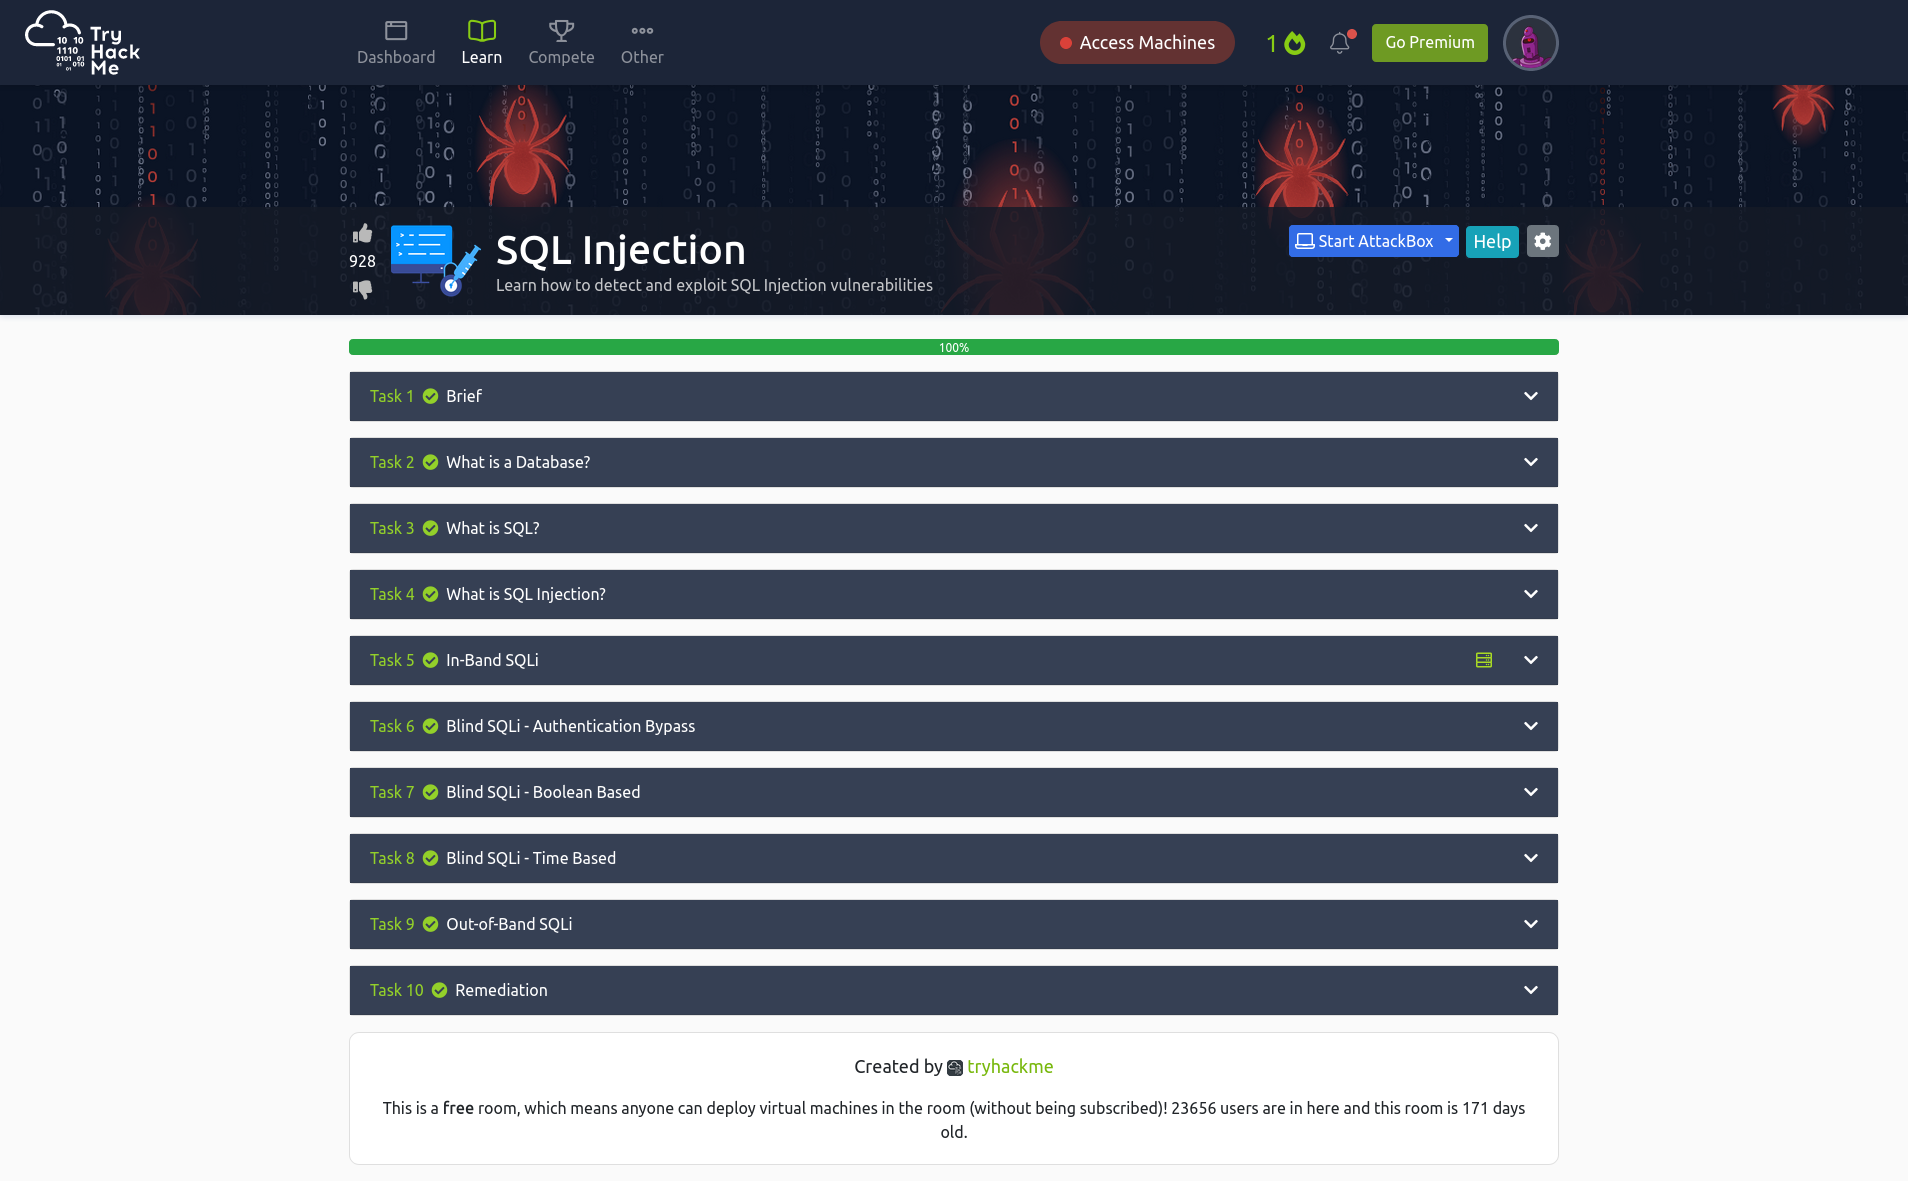 Try
Hack
Me
Dashboard
Learn
Compete
Other
Access Machines
1
Go Premium
928
SQL Injection
Learn how to detect and exploit SQL Injection vulnerabilities
Start AttackBox
Help
100%
Task 1 Brief
Task 2 What is a Database?
Task 3 What is SQL?
Task 4 What is SQL Injection?
Task 5 In-Band SQLi
Task 6 Blind SQLi - Authentication Bypass
Task 7 Blind SQLi - Boolean Based
Task 8 Blind SQLi - Time Based
Task 9 Out-of-Band SQLi
Task 10 Remediation
Created by tryhackme
This is a free room, which means anyone can deploy virtual machines in the room (without being subscribed)! 23656 users are in here and this room is 171 days
old.